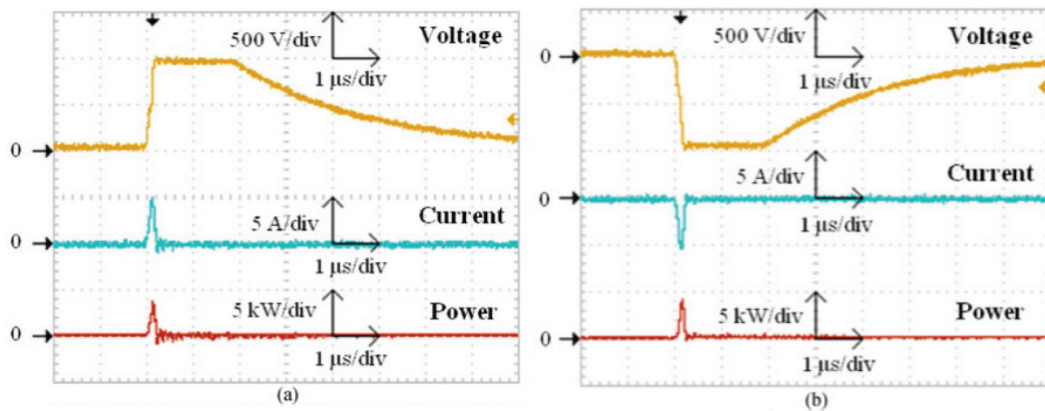 500 V/div
Voltage
1 μs/div
0
5 A/div
Current
0
1 μs/div
5 kW/div
Power
0
1 μs/div
(a)
0
500 V/div
Voltage
1 μs/div
5 A/div
Current
0
1 μs/div
5 kW/div
Power
0
1 μs/div
(b)